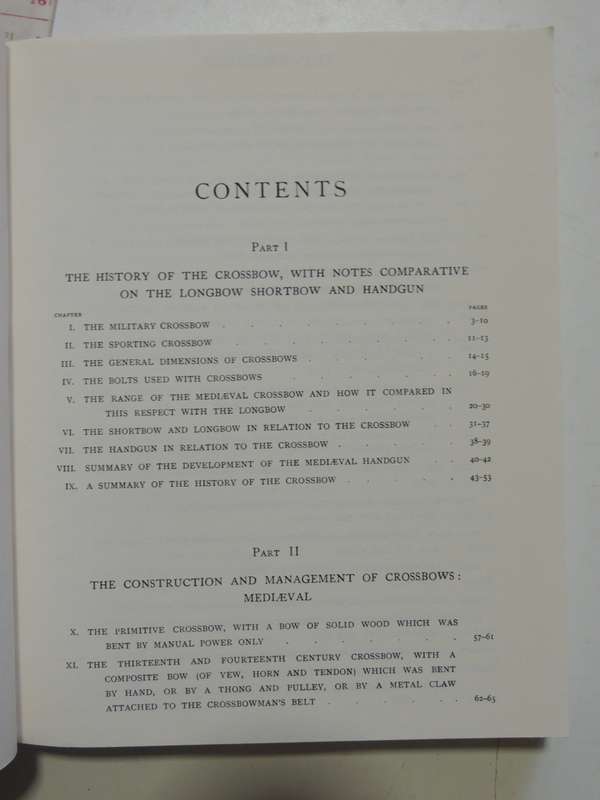 CONTENTS
PART I
THE HISTORY OF THE CROSSBOW, WITH NOTES COMPARATIVE
ON THE LONGBOW SHORTBOW AND HANDGUN
CHAPTER PAGES
I. THE MILITARY CROSSBOW . . . . . . . . . 3-10
II. THE SPORTING CROSSBOW . . . . . . . . . 11-13
III. THE GENERAL DIMENSIONS OF CROSSBOWS . . . . . . 14-15
IV. THE BOLTS USED WITH CROSSBOWS . . . . . . . 16-19
V. THE RANGE OF THE MEDIÆVAL CROSSBOW AND HOW IT COMPARED IN
THIS RESPECT WITH THE LONGBOW . . . . . . 20-30
VI. THE SHORTBOW AND LONGBOW IN RELATION TO THE CROSSBOW . . 31-37
VII. THE HANDGUN IN RELATION TO THE CROSSBOW . . . . . 38-39
VIII. SUMMARY OF THE DEVELOPMENT OF THE MEDIÆVAL HANDGUN . . 40-42
IX. A SUMMARY OF THE HISTORY OF THE CROSSBOW . . . . . 43-53
PART II
THE CONSTRUCTION AND MANAGEMENT OF CROSSBOWS:
MEDIÆVAL
X. THE PRIMITIVE CROSSBOW, WITH A BOW OF SOLID WOOD WHICH WAS
BENT BY MANUAL POWER ONLY . . . . . . . 57-61
XI. THE THIRTEENTH AND FOURTEENTH CENTURY CROSSBOW, WITH A
COMPOSITE BOW (OF YEW, HORN AND TENDON) WHICH WAS BENT
BY HAND, OR BY A THONG AND PULLEY, OR BY A METAL CLAW
ATTACHED TO THE CROSSBOWMAN'S BELT . . . . . . 62-65